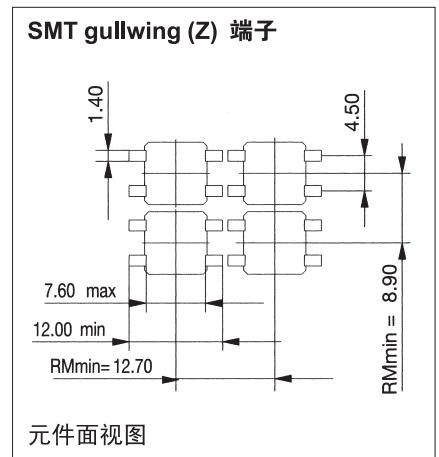 SMT gullwing (Z) 端子
1.40
4.50
7.60 max
12.00 min
RMmin= 12.70
RMmin = 8.90
元件面视图